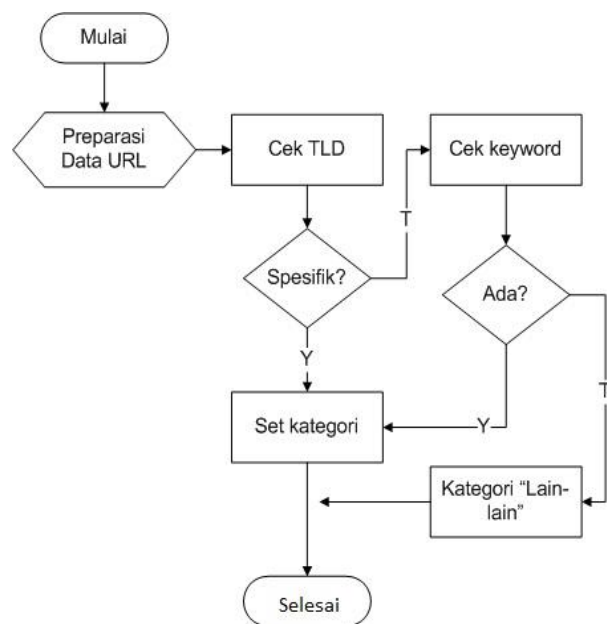 Mulai
Preparasi
Data URL
Cek TLD
Cek keyword
T
Spesifik?
Ada?
Y
T
Set kategori
Y
Kategori “Lain-
lain”
Selesai